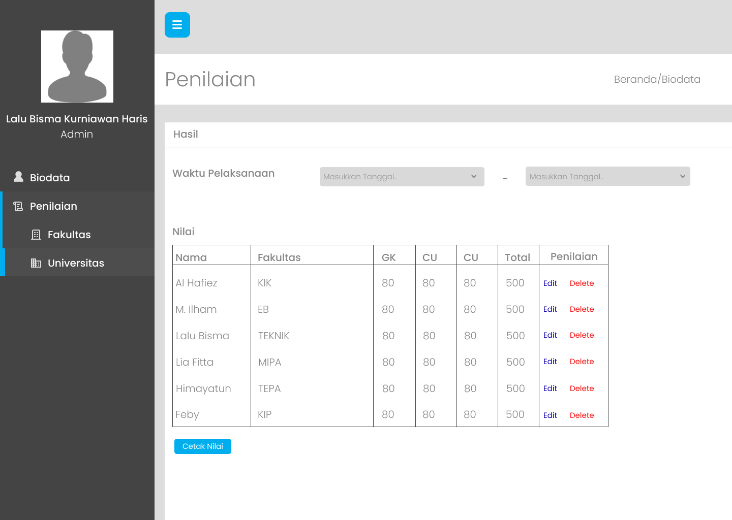 Lalu Bisma Kurniawan Haris
Admin
Biodata
Penilaian
Fakultas
Universitas
Penilaian
Beranda/Biodata
Hasil
Waktu Pelaksanaan
Masukkan Tanggal..
–
Masukkan Tanggal..
Nilai
Nama Fakultas GK CU CU Total Penilaian
Al Hafiez KIK 80 80 80 500 Edit Delete
M. Ilham EB 80 80 80 500 Edit Delete
Lalu Bisma TEKNIK 80 80 80 500 Edit Delete
Lia Fitta MIPA 80 80 80 500 Edit Delete
Himayatun TEPA 80 80 80 500 Edit Delete
Feby KIP 80 80 80 500 Edit Delete
Cetak Nilai